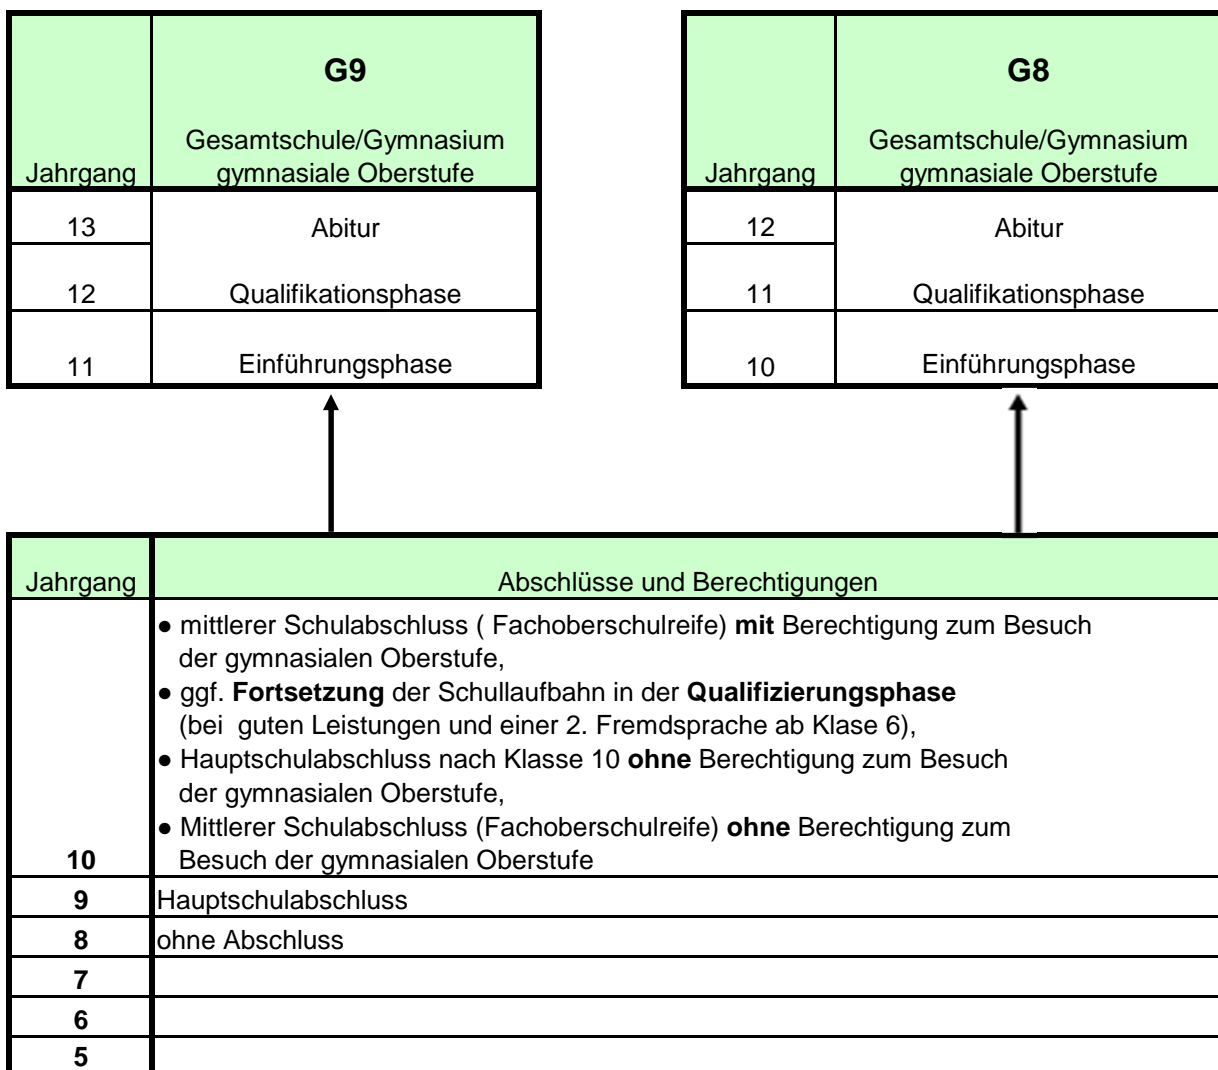 G9
Gesamtschule/Gymnasium
Jahrgang gymnasiale Oberstufe
13 Abitur
12 Qualifikationsphase
11 Einführungsphase
G8
Gesamtschule/Gymnasium
Jahrgang gymnasiale Oberstufe
12 Abitur
11 Qualifikationsphase
10 Einführungsphase
Jahrgang Abschlüsse und Berechtigungen
● mittlerer Schulabschluss ( Fachoberschulreife) mit Berechtigung zum Besuch
der gymnasialen Oberstufe,
● ggf. Fortsetzung der Schullaufbahn in der Qualifizierungsphase
(bei guten Leistungen und einer 2. Fremdsprache ab Klase 6),
● Hauptschulabschluss nach Klasse 10 ohne Berechtigung zum Besuch
der gymnasialen Oberstufe,
● Mittlerer Schulabschluss (Fachoberschulreife) ohne Berechtigung zum
10 Besuch der gymnasialen Oberstufe
9 Hauptschulabschluss
8 ohne Abschluss
7
6
5